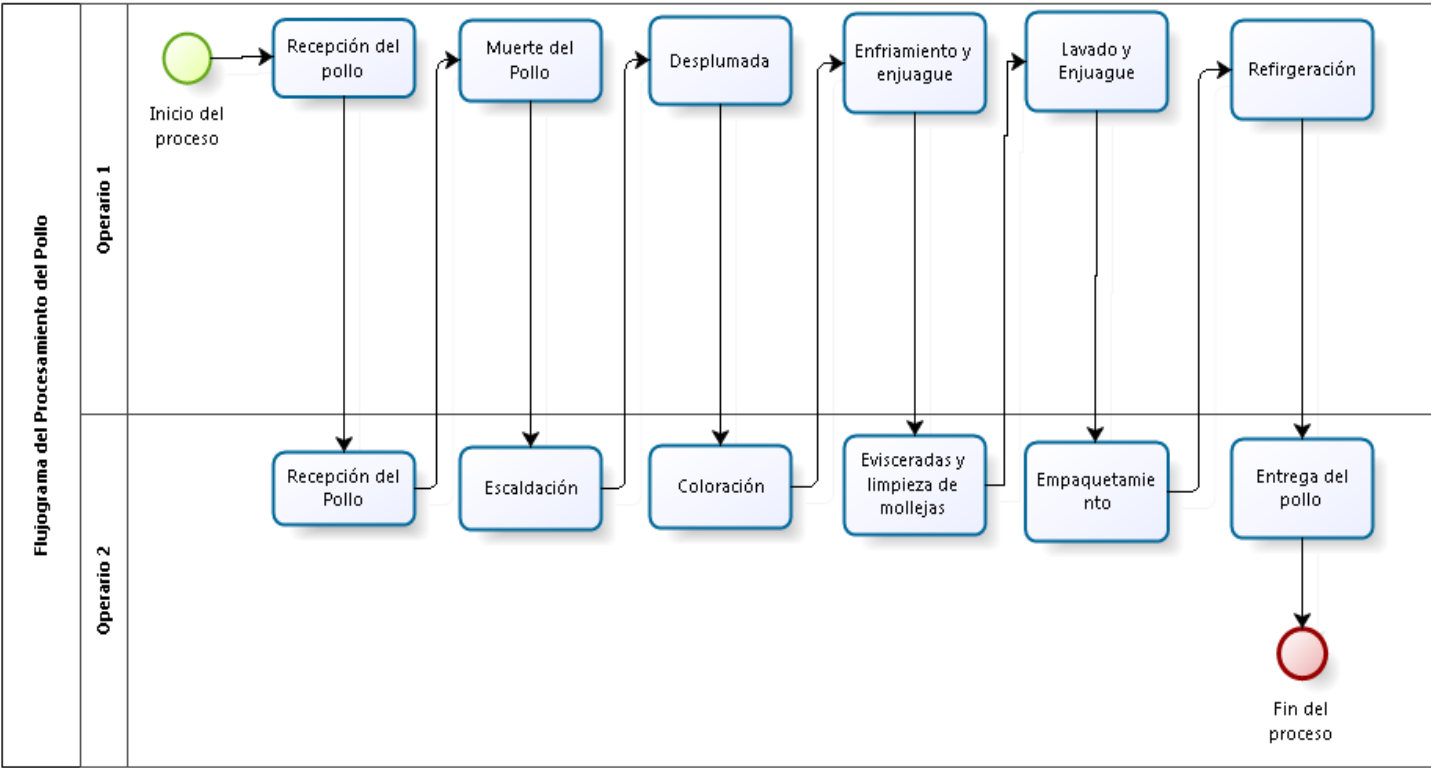 Flujograma del Procesamiento del Pollo
Operario 1
Inicio del
proceso
Recepción del
pollo
Muerte del
Pollo
Desplumada
Enfriamiento y
enjuague
Lavado y
Enjuague
Refirgeración
Operario 2
Recepción del
Pollo
Escaldación
Coloración
Evisceradas y
limpieza de
mollejas
Empaquetamie
nto
Entrega del
pollo
Fin del
proceso